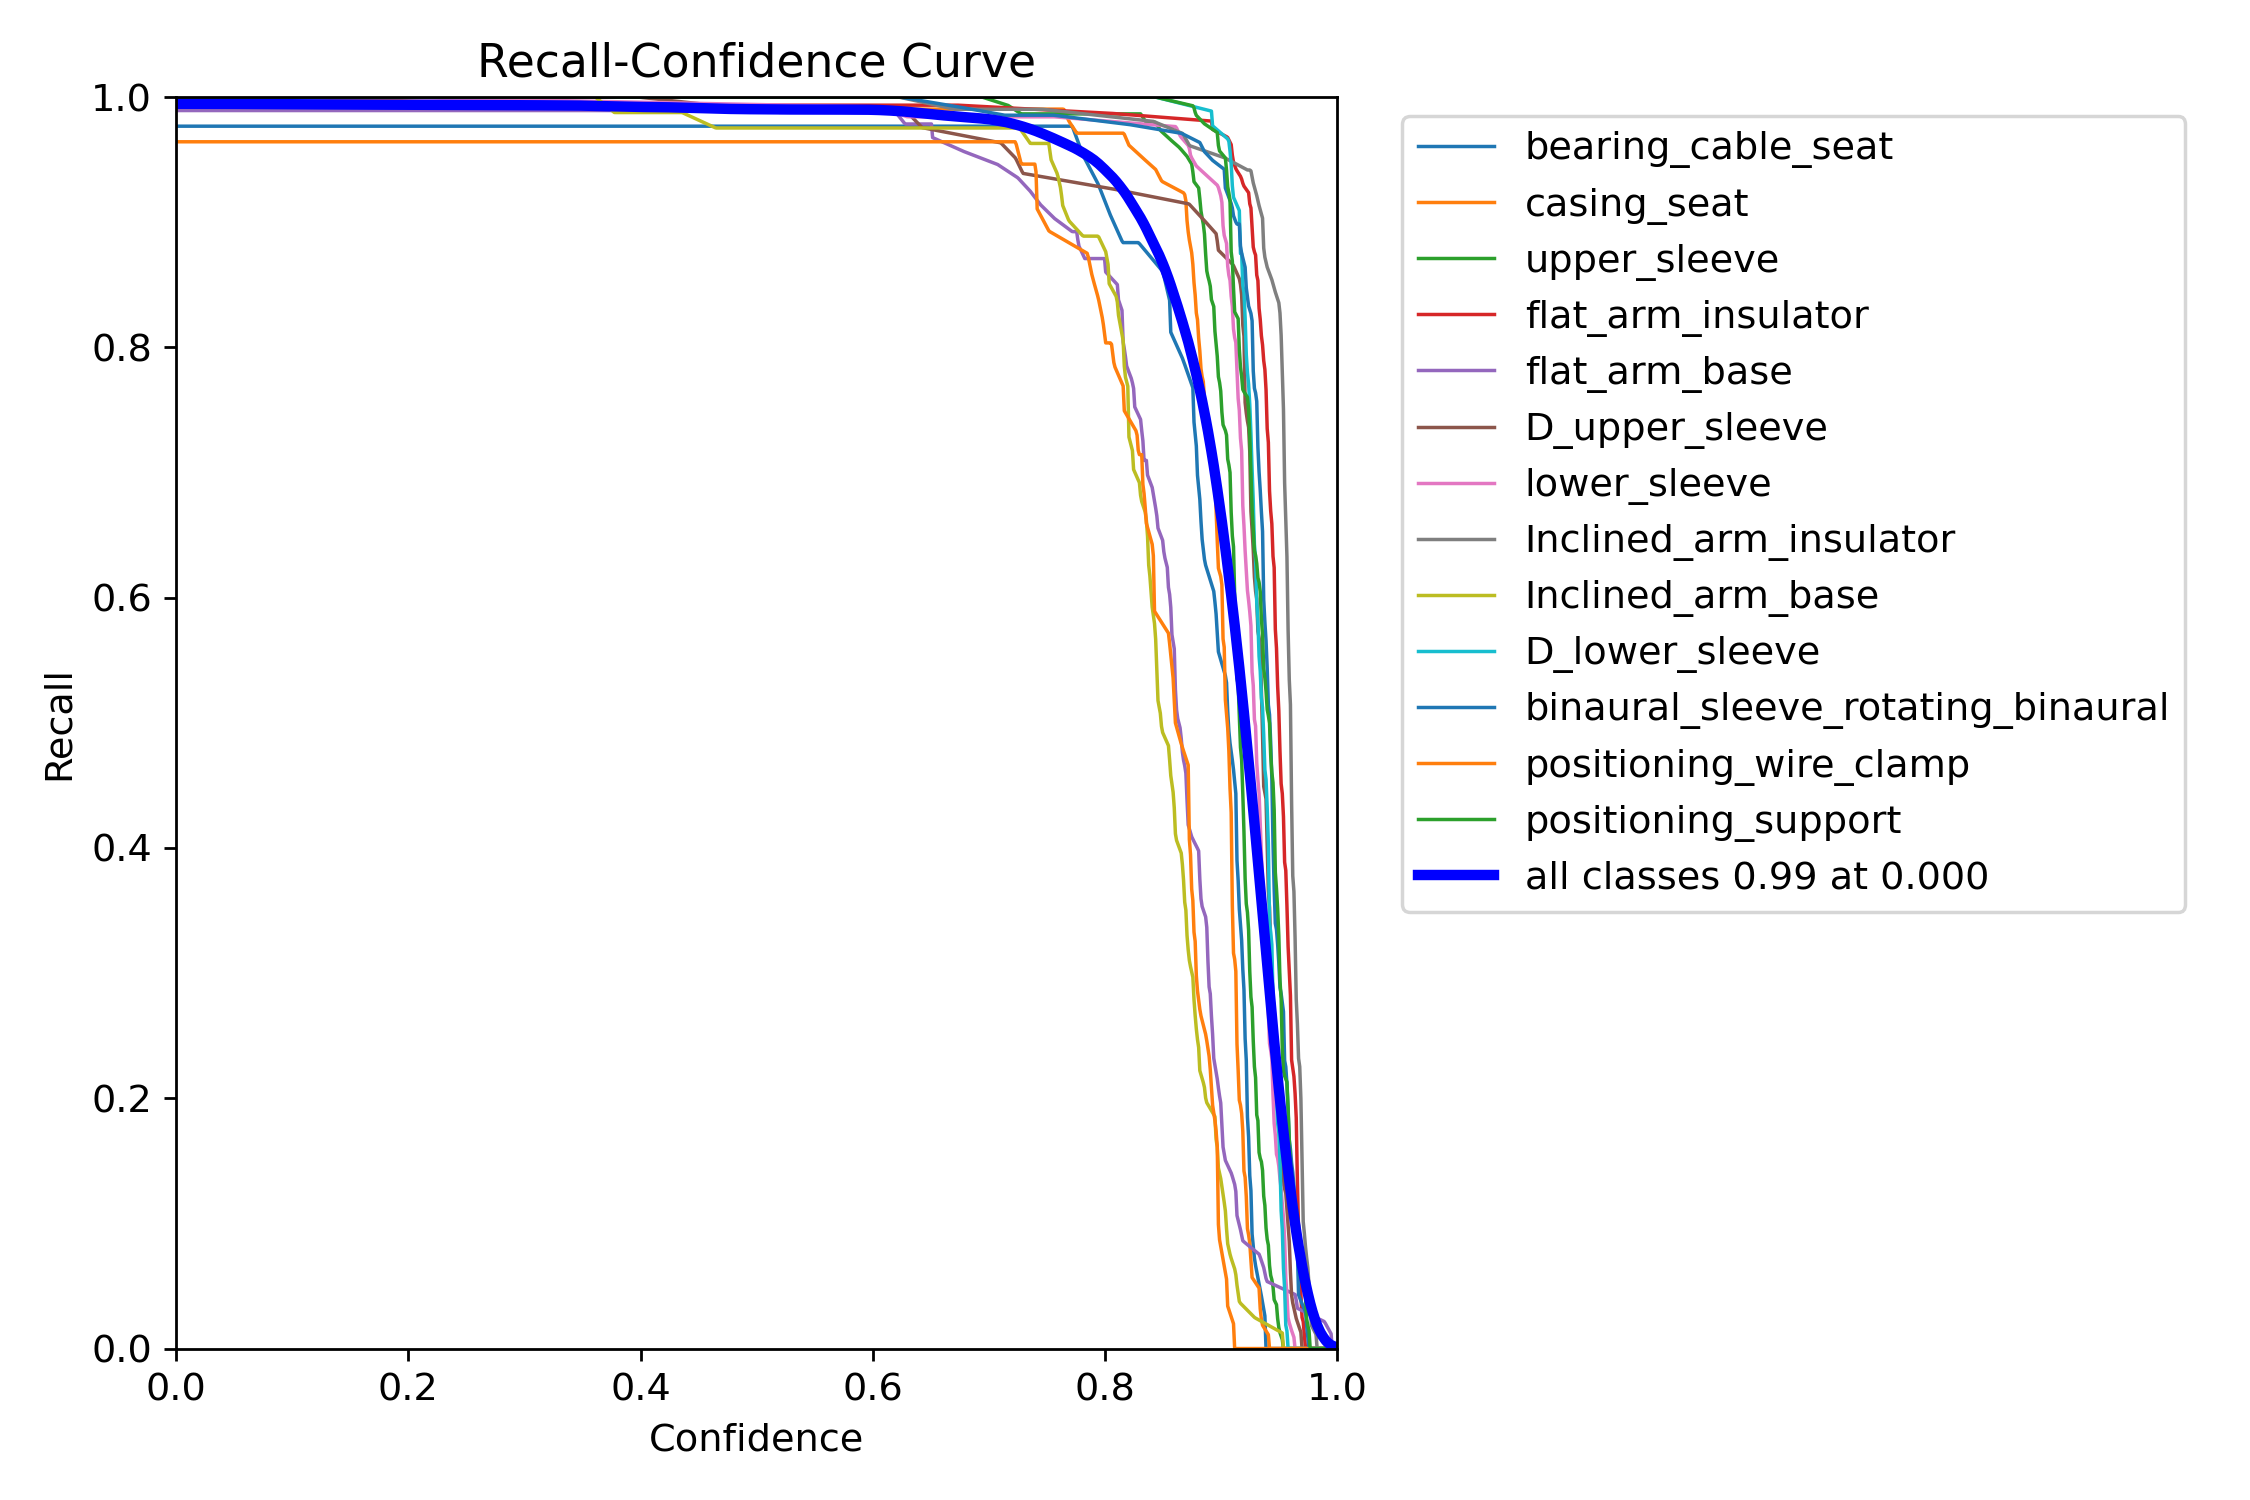 Recall-Confidence Curve
1.0
0.8
0.6
0.4
0.2
0.0
Recall
0.0 0.2 0.4 0.6 0.8 1.0
Confidence
bearing_cable_seat
casing_seat
upper_sleeve
flat_arm_insulator
flat_arm_base
D_upper_sleeve
lower_sleeve
Inclined_arm_insulator
Inclined_arm_base
D_lower_sleeve
binaural_sleeve_rotating_binaural
positioning_wire_clamp
positioning_support
all classes 0.99 at 0.000